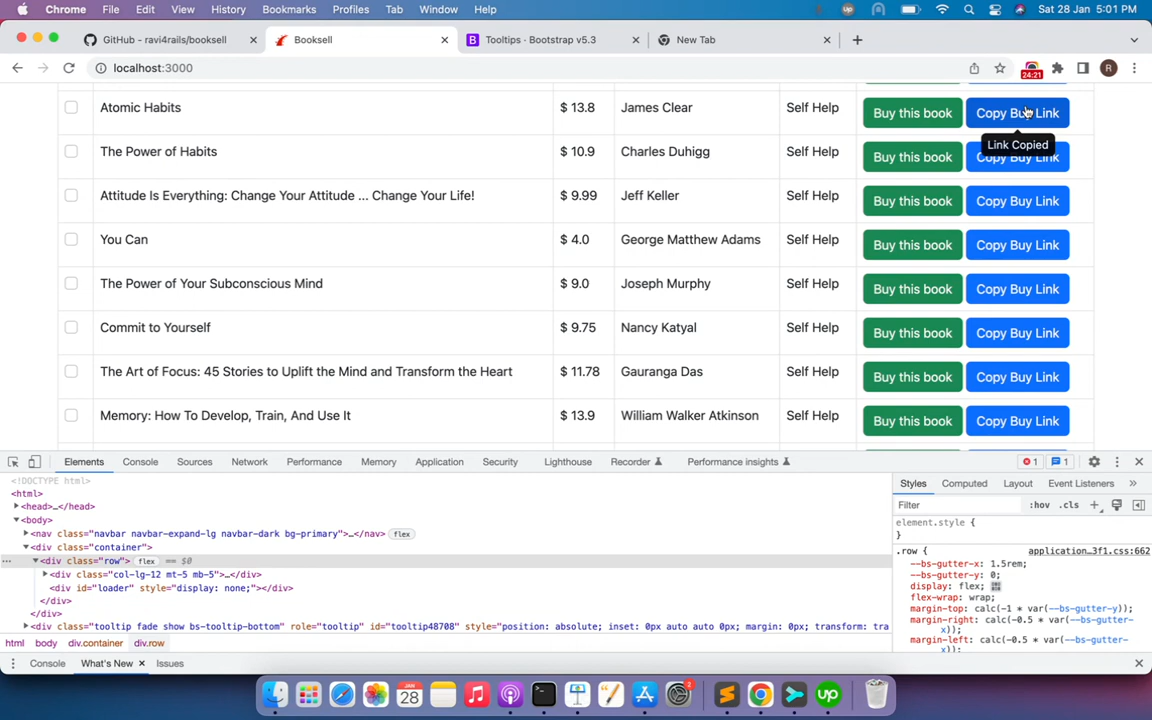 Chrome File Edit View History Bookmarks Profiles Tab Window Help Sat 28 Jan 5:01 PM
GitHub - ravi4rails/booksell Booksell Tooltips · Bootstrap v5.3 New Tab
localhost:3000 24:21 R
Atomic Habits $ 13.8 James Clear Self Help Buy this book Copy Buy Link
Link Copied
The Power of Habits $ 10.9 Charles Duhigg Self Help Buy this book Copy Buy Link
Attitude Is Everything: Change Your Attitude ... Change Your Life! $ 9.99 Jeff Keller Self Help Buy this book Copy Buy Link
You Can $ 4.0 George Matthew Adams Self Help Buy this book Copy Buy Link
The Power of Your Subconscious Mind $ 9.0 Joseph Murphy Self Help Buy this book Copy Buy Link
Commit to Yourself $ 9.75 Nancy Katyal Self Help Buy this book Copy Buy Link
The Art of Focus: 45 Stories to Uplift the Mind and Transform the Heart $ 11.78 Gauranga Das Self Help Buy this book Copy Buy Link
Memory: How To Develop, Train, And Use It $ 13.9 William Walker Atkinson Self Help Buy this book Copy Buy Link
Elements Console Sources Network Performance Memory Application Security Lighthouse Recorder Performance insights 1 1
<!DOCTYPE html>
<html>
<head>…</head>
<body>
<nav class="navbar navbar-expand-lg navbar-dark bg-primary">…</nav> flex
<div class="container">
<div class="row"> flex == $0
<div class="col-lg-12 mt-5 mb-5">…</div>
<div id="loader" style="display: none;"></div>
</div>
</div>
<div class="tooltip fade show bs-tooltip-bottom" role="tooltip" id="tooltip48708" style="position: absolute; inset: 0px auto auto 0px; margin: 0px; transform: tra
html body div.container div.row
Styles Computed Layout Event Listeners
Filter :hov .cls
element.style {
}
.row { application…3f1.css:662
--bs-gutter-x: 1.5rem;
--bs-gutter-y: 0;
display: flex;
flex-wrap: wrap;
margin-top: calc(-1 * var(--bs-gutter-y));
margin-right: calc(-0.5 * var(--bs-gutter-
x));
margin-left: calc(-0.5 * var(--bs-gutter-
x));
Console What's New Issues
28
2
up